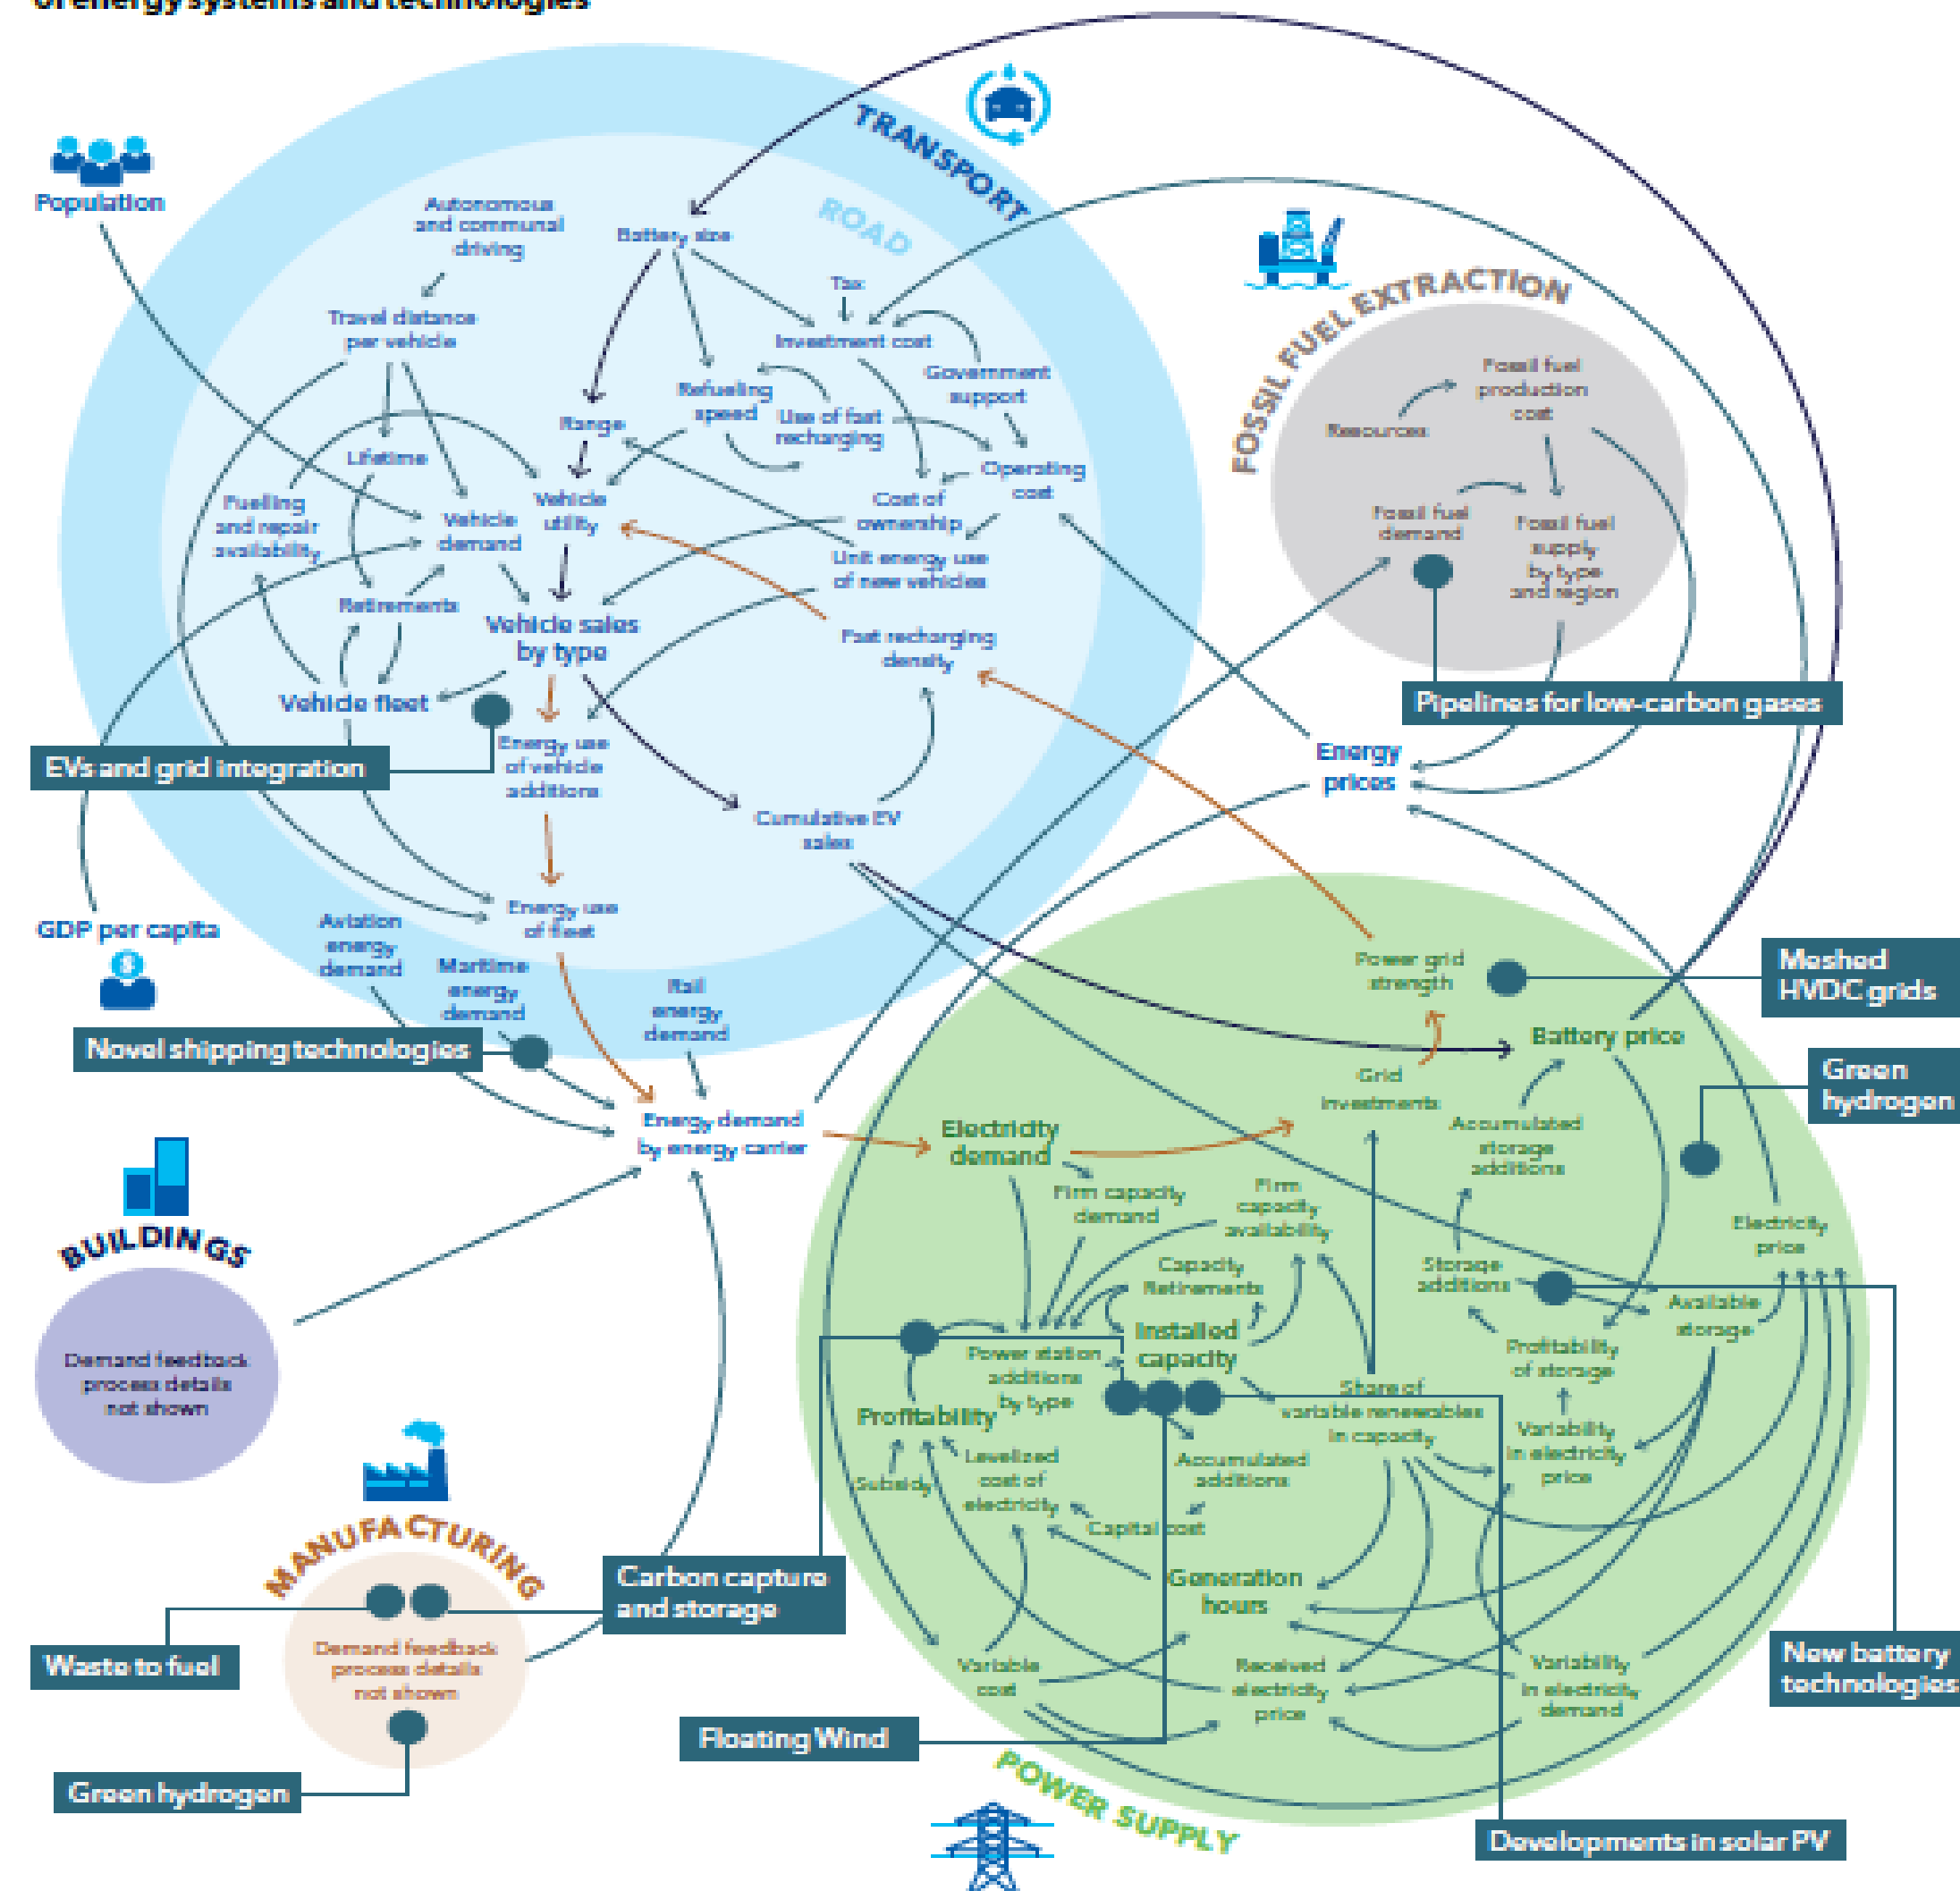 of energy systems and technologies
TRANSPORT
ROAD
Population
Autonomous
and communal
driving
Battery size
Tax
Travel distance
per vehicle
Investment cost
Government
support
Refueling
speed
Use of fast
recharging
Range
Lifetime
Operating
cost
Fuelling
and repair
availability
Vehicle
demand
Vehicle
utility
Cost of
ownership
Unit energy use
of new vehicles
Retirements
Vehicle sales
by type
Fast recharging
density
Vehicle fleet
EVs and grid integration
Energy use
of vehicle
additions
Cumulative EV
sales
GDP per capita
Aviation
energy
demand
Energy use
of fleet
Maritime
energy
demand
Rail
energy
demand
Novel shipping technologies
Energy demand
by energy carrier
FOSSIL FUEL EXTRACTION
Fossil fuel
production
cost
Resources
Fossil fuel
demand
Fossil fuel
supply
by type
and region
Pipelines for low-carbon gases
Energy
prices
Power grid
strength
Meshed
HVDC grids
Battery price
Green
hydrogen
Grid
investments
Electricity
demand
Accumulated
storage
additions
Firm capacity
demand
Firm
capacity
availability
Electricity
price
Capacity
Retirements
Storage
additions
Available
storage
Installed
capacity
Power station
additions
by type
Profitability
of storage
Share of
variable renewables
in capacity
Profitability
Variability
in electricity
price
Levelized
cost of
electricity
Accumulated
additions
Subsidy
Capital cost
Generation
hours
Variable
cost
Received
electricity
price
Variability
in electricity
demand
New battery
technologies
BUILDINGS
Demand feedback
process details
not shown
MANUFACTURING
Carbon capture
and storage
Waste to fuel
Demand feedback
process details
not shown
Green hydrogen
Floating Wind
POWER SUPPLY
Developments in solar PV